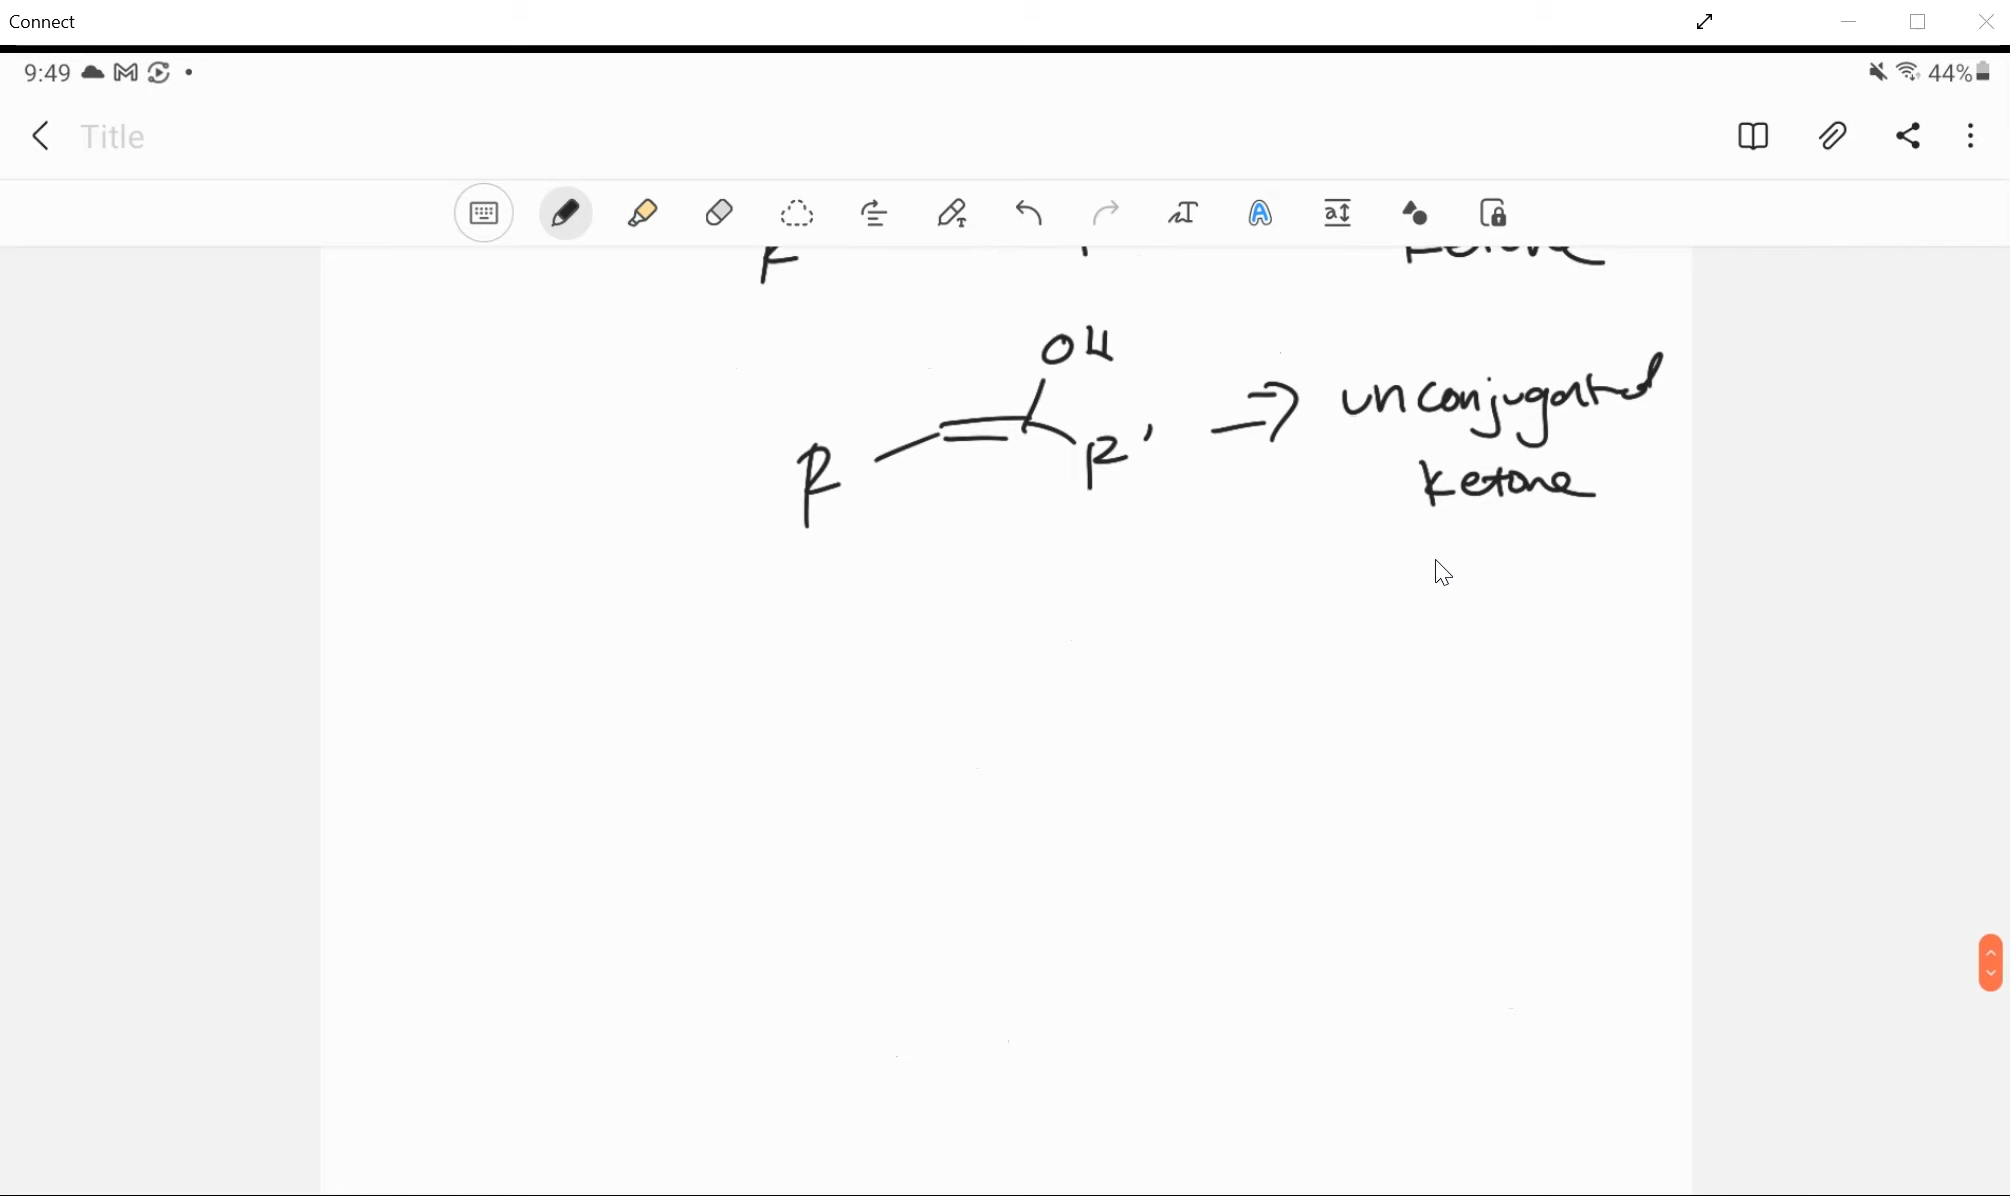 Connect
9:49
44%
Title
OH
R
R'
⇒ unconjugated
ketone